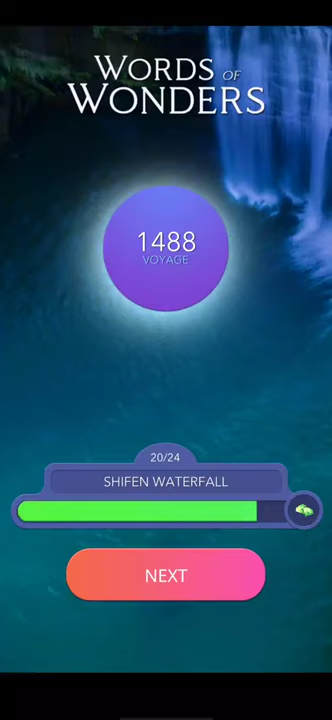 WORDS OF
WONDERS
1488
VOYAGE
20/24
SHIFEN WATERFALL
NEXT